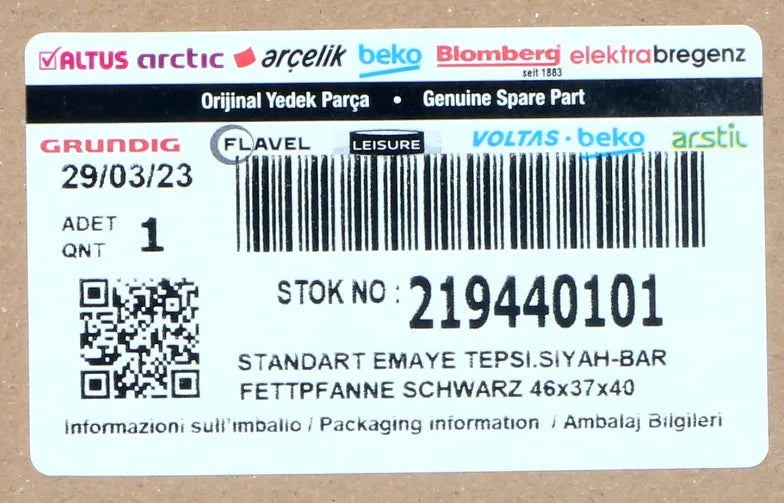 ALTUS arctic arçelik beko Blomberg elektrabregenz
seit 1883
Orijinal Yedek Parça • Genuine Spare Part
GRUNDIG FLAVEL LEISURE VOLTAS · beko arstil
29/03/23
ADET
QNT 1
STOK NO : 219440101
STANDART EMAYE TEPSI.SIYAH-BAR
FETTPFANNE SCHWARZ 46x37x40
Informazioni sull'imballo / Packaging information / Ambalaj Bilgileri